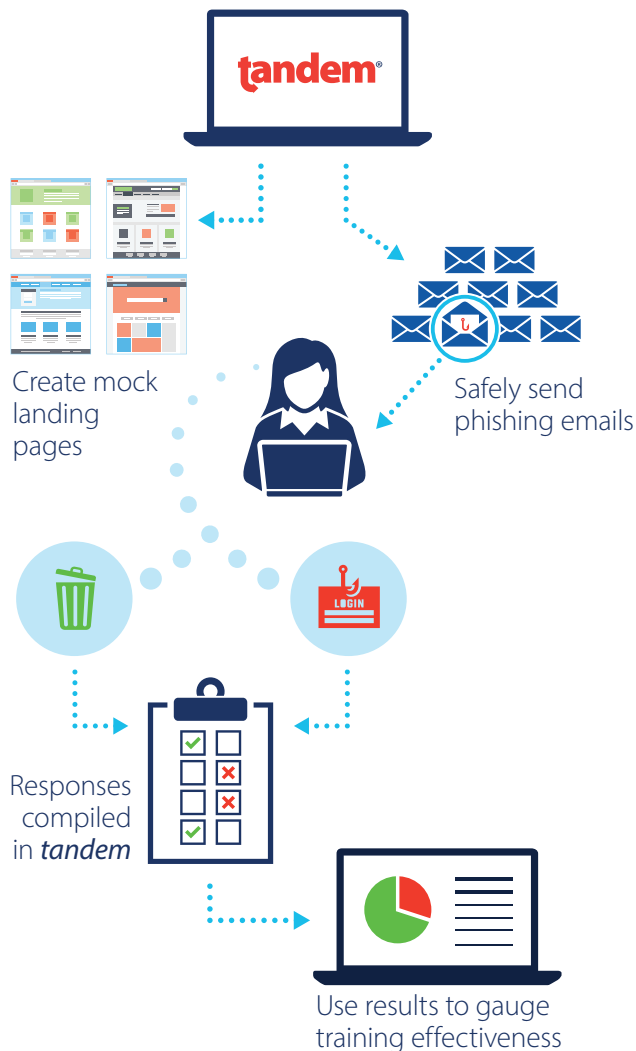 tandem®
Create mock
landing
pages
Safely send
phishing emails
LOGIN
Responses
compiled
in tandem
Use results to gauge
training effectiveness